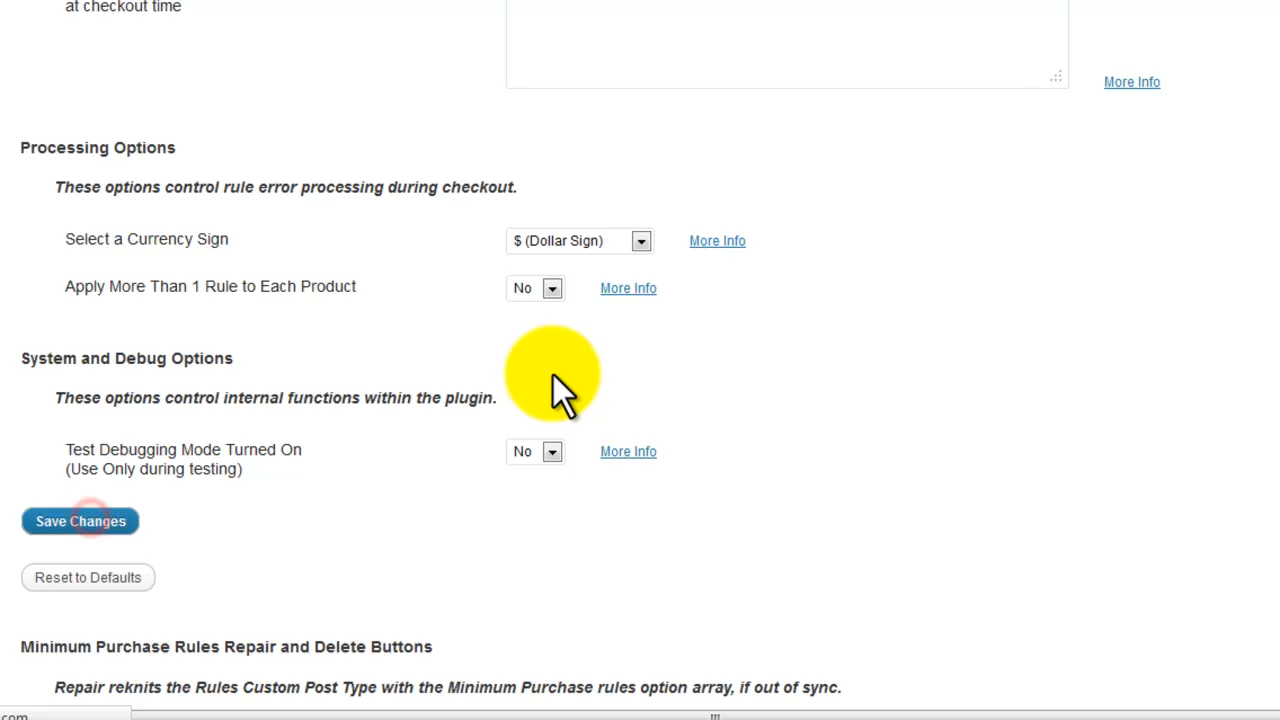 at checkout time
More Info
Processing Options
These options control rule error processing during checkout.
Select a Currency Sign $ (Dollar Sign) More Info
Apply More Than 1 Rule to Each Product No More Info
System and Debug Options
These options control internal functions within the plugin.
Test Debugging Mode Turned On No More Info
(Use Only during testing)
Save Changes
Reset to Defaults
Minimum Purchase Rules Repair and Delete Buttons
Repair reknits the Rules Custom Post Type with the Minimum Purchase rules option array, if out of sync.
.com